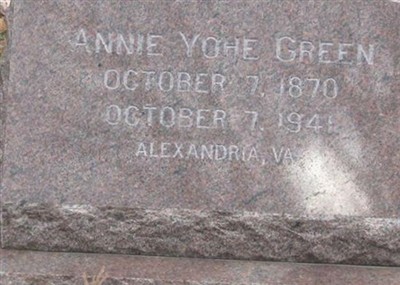 ANNIE YOHE GREEN
OCTOBER 7, 1870
OCTOBER 7, 1941
ALEXANDRIA, VA